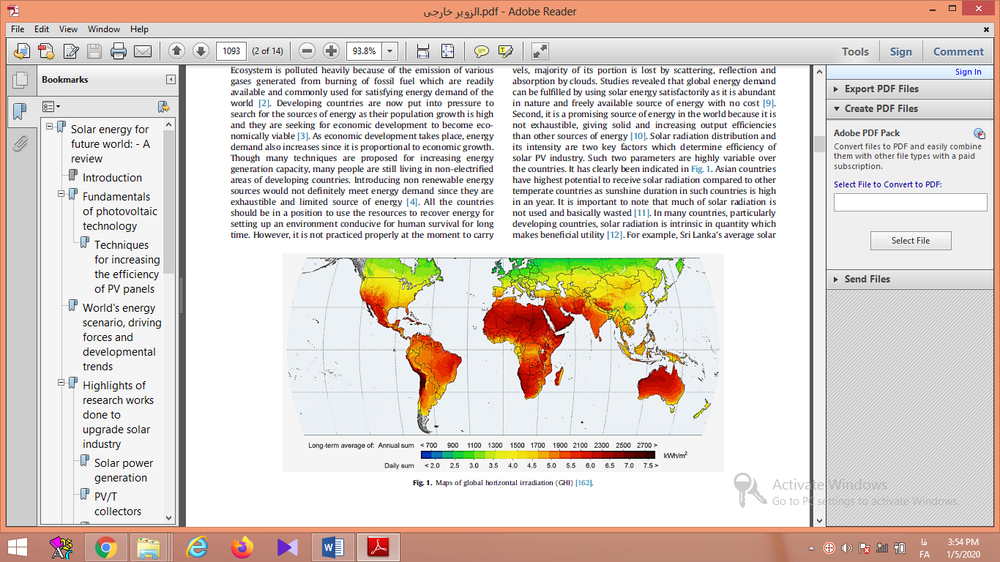 الزویر خارجی.pdf - Adobe Reader
File Edit View Window Help
1093 (2 of 14) 93.8% Tools Sign Comment
Bookmarks
Solar energy for
future world: - A
review
Introduction
Fundamentals
of photovoltaic
technology
Techniques
for increasing
the efficiency
of PV panels
World's energy
scenario, driving
forces and
developmental
trends
Highlights of
research works
done to
upgrade solar
industry
Solar power
generation
PV/T
collectors
Ecosystem is polluted heavily because of the emission of various
gases generated from burning of fossil fuel which are readily
available and commonly used for satisfying energy demand of the
world [2]. Developing countries are now put into pressure to
search for the sources of energy as their population growth is high
and they are seeking for economic development to become eco-
nomically viable [3]. As economic development takes place, energy
demand also increases since it is proportional to economic growth.
Though many techniques are proposed for increasing energy
generation capacity, many people are still living in non-electrified
areas of developing countries. Introducing non renewable energy
sources would not definitely meet energy demand since they are
exhaustible and limited source of energy [4]. All the countries
should be in a position to use the resources to recover energy for
setting up an environment conducive for human survival for long
time. However, it is not practiced properly at the moment to carry
vels, majority of its portion is lost by scattering, reflection and
absorption by clouds. Studies revealed that global energy demand
can be fulfilled by using solar energy satisfactorily as it is abundant
in nature and freely available source of energy with no cost [9].
Second, it is a promising source of energy in the world because it is
not exhaustible, giving solid and increasing output efficiencies
than other sources of energy [10]. Solar radiation distribution and
its intensity are two key factors which determine efficiency of
solar PV industry. Such two parameters are highly variable over
the countries. It has clearly been indicated in Fig. 1. Asian countries
have highest potential to receive solar radiation compared to other
temperate countries as sunshine duration in such countries is high
in an year. It is important to note that much of solar radiation is
not used and basically wasted [11]. In many countries, particularly
developing countries, solar radiation is intrinsic in quantity which
makes beneficial utility [12]. For example, Sri Lanka's average solar
Long-term average of: Annual sum < 700 900 1100 1300 1500 1700 1900 2100 2300 2500 2700 >
kWh/m²
Daily sum < 2.0 2.5 3.0 3.5 4.0 4.5 5.0 5.5 6.0 6.5 7.0 7.5 >
Fig. 1. Maps of global horizontal irradiation (GHI) [162].
Sign In
Export PDF Files
Create PDF Files
Adobe PDF Pack
Convert files to PDF and easily combine
them with other file types with a paid
subscription.
Select File to Convert to PDF:
Select File
Send Files
Activate Windows
Go to PC settings to activate Windows.
فا
FA
3:54 PM
1/5/2020